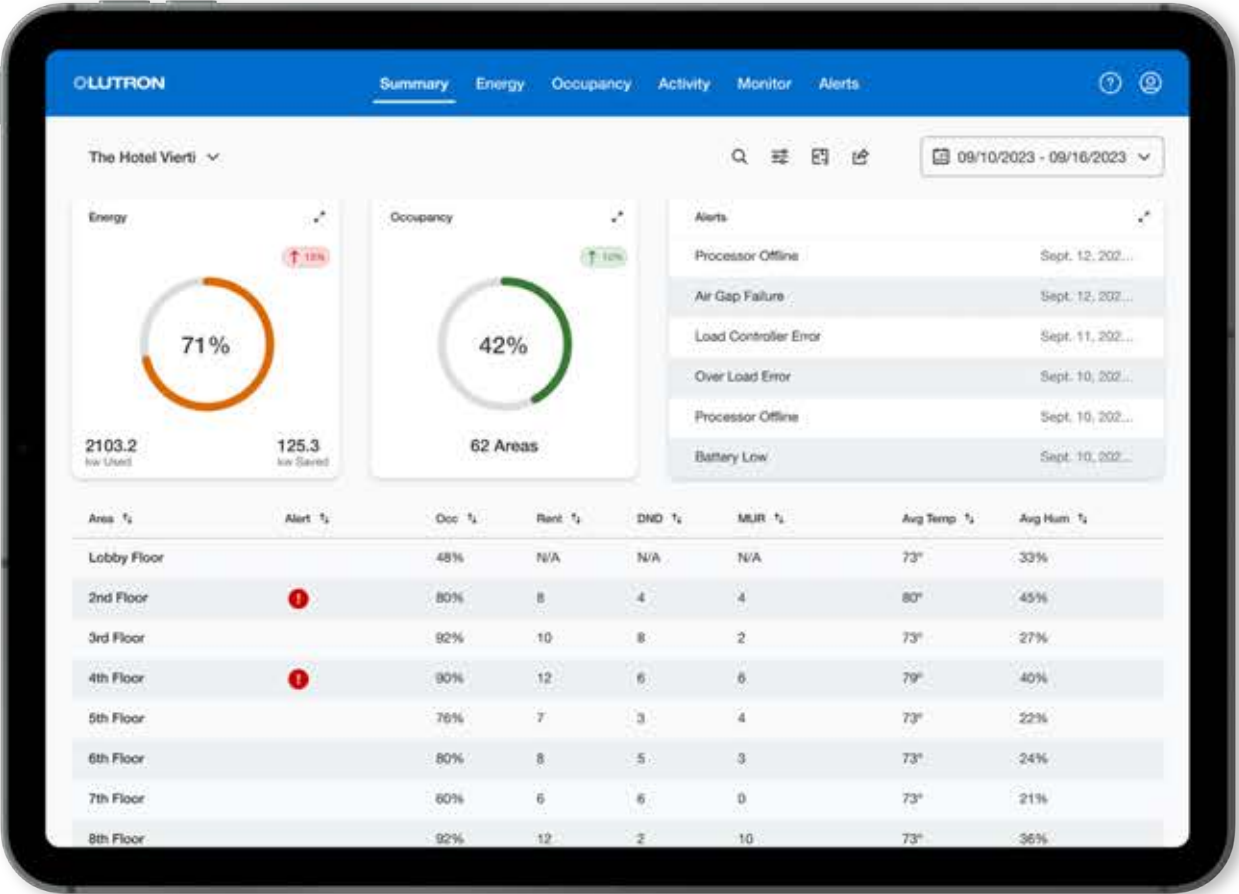 LUTRON
Summary Energy Occupancy Activity Monitor Alerts
The Hotel Vierti
09/10/2023 - 09/16/2023
Energy
71%
2103.2
kw Used
125.3
kw Saved
Occupancy
10%
42%
62 Areas
Alerts
Processor Offline Sept. 12, 202...
Air Gap Failure Sept. 12, 202...
Load Controller Error Sept. 11, 202...
Over Load Error Sept. 10, 202...
Processor Offline Sept. 10, 202...
Battery Low Sept. 10, 202...
Area Alert Occ Rent DND MUR Avg Temp Avg Hum
Lobby Floor 48% N/A N/A N/A 73° 33%
2nd Floor ! 80% 8 4 4 80° 45%
3rd Floor 92% 10 8 2 73° 27%
4th Floor ! 90% 12 6 6 79° 40%
5th Floor 76% 7 3 4 73° 22%
6th Floor 80% 8 5 3 73° 24%
7th Floor 60% 6 6 0 73° 21%
8th Floor 92% 12 2 10 73° 36%